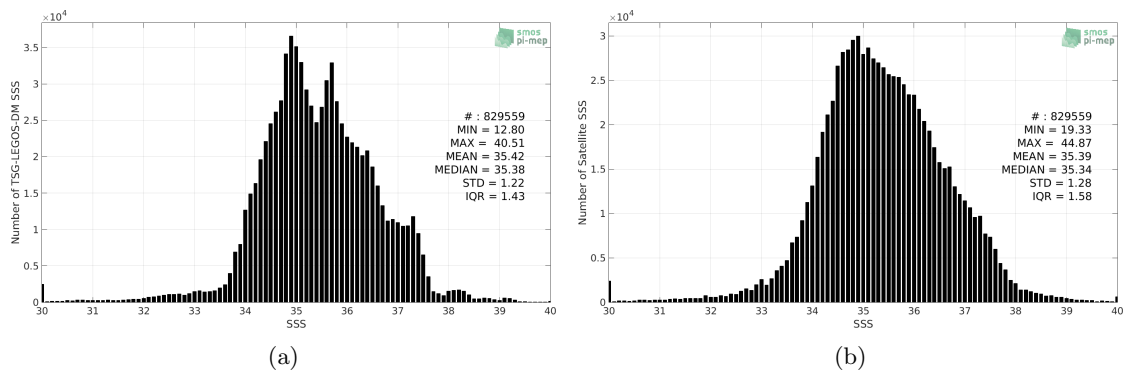 ×10⁴
3.5
3
2.5
2
1.5
1
0.5
0
Number of TSG-LEGOS-DM SSS
30 31 32 33 34 35 36 37 38 39 40
SSS
smos
pi-mep
# : 829559
MIN = 12.80
MAX = 40.51
MEAN = 35.42
MEDIAN = 35.38
STD = 1.22
IQR = 1.43
(a)
×10⁴
3
2.5
2
1.5
1
0.5
0
Number of Satellite SSS
30 31 32 33 34 35 36 37 38 39 40
SSS
smos
pi-mep
# : 829559
MIN = 19.33
MAX = 44.87
MEAN = 35.39
MEDIAN = 35.34
STD = 1.28
IQR = 1.58
(b)